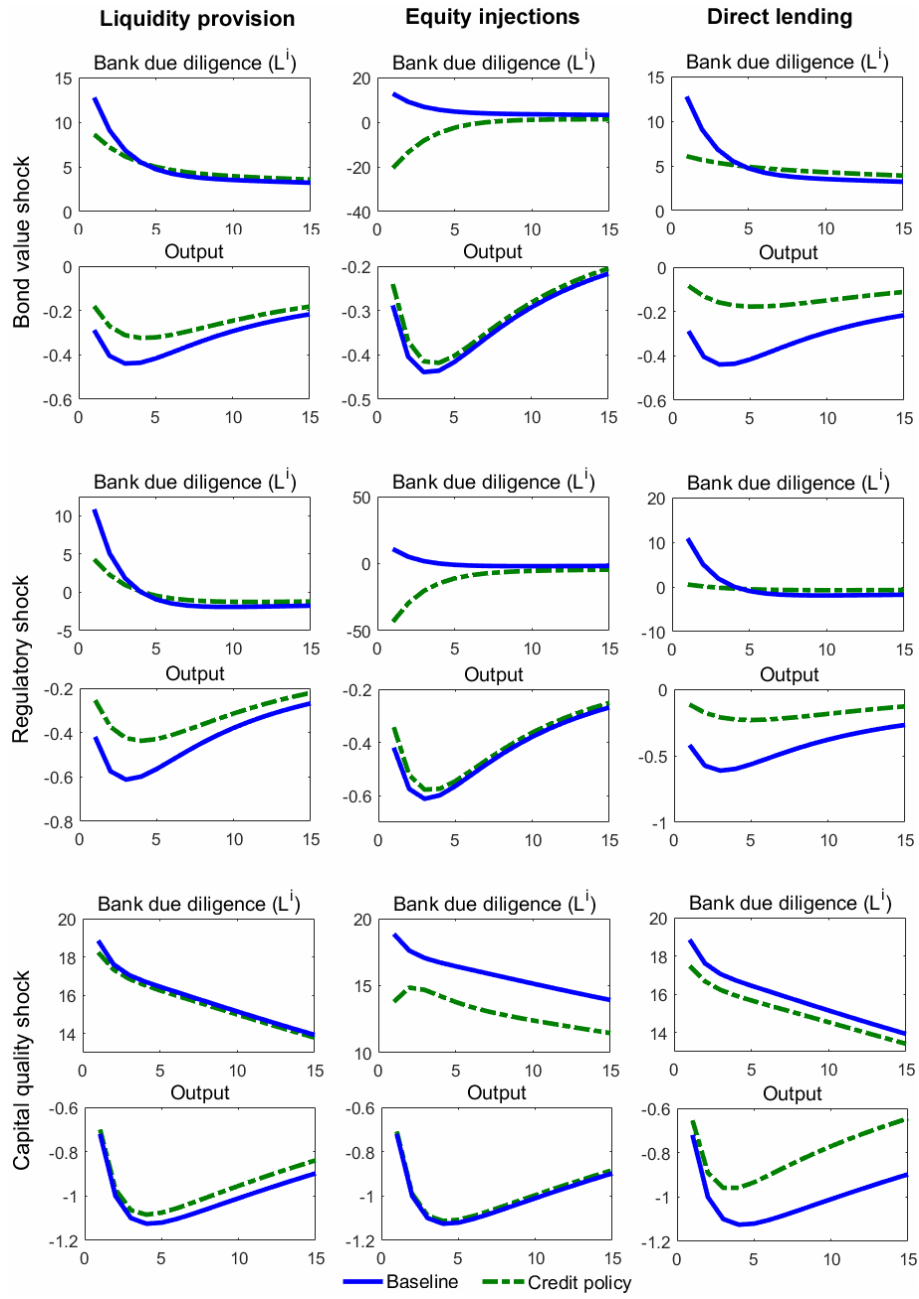 Liquidity provision Equity injections Direct lending
Bond value shock
Bank due diligence (Lⁱ) Bank due diligence (Lⁱ) Bank due diligence (Lⁱ)
15 20 15
10 0 10
5 -20 5
0 -40 0
0 5 10 15 0 5 10 15 0 5 10 15
Output Output Output
0 -0.2 0
-0.2 -0.3 -0.2
-0.4 -0.4 -0.4
-0.6 -0.5 -0.6
0 5 10 15 0 5 10 15 0 5 10 15
Regulatory shock
Bank due diligence (Lⁱ) Bank due diligence (Lⁱ) Bank due diligence (Lⁱ)
10 50 20
5 0 10
0 -50 0
-5 -10
0 5 10 15 0 5 10 15 0 5 10 15
Output Output Output
-0.2 -0.2 0
-0.4 -0.4 -0.5
-0.6 -0.6 -1
-0.8
0 5 10 15 0 5 10 15 0 5 10 15
Capital quality shock
Bank due diligence (Lⁱ) Bank due diligence (Lⁱ) Bank due diligence (Lⁱ)
20 20 20
18 15 18
16 10 16
14 14
0 5 10 15 0 5 10 15 0 5 10 15
Output Output Output
-0.6 -0.6 -0.6
-0.8 -0.8 -0.8
-1 -1 -1
-1.2 -1.2 -1.2
0 5 10 15 0 5 10 15 0 5 10 15
Baseline Credit policy